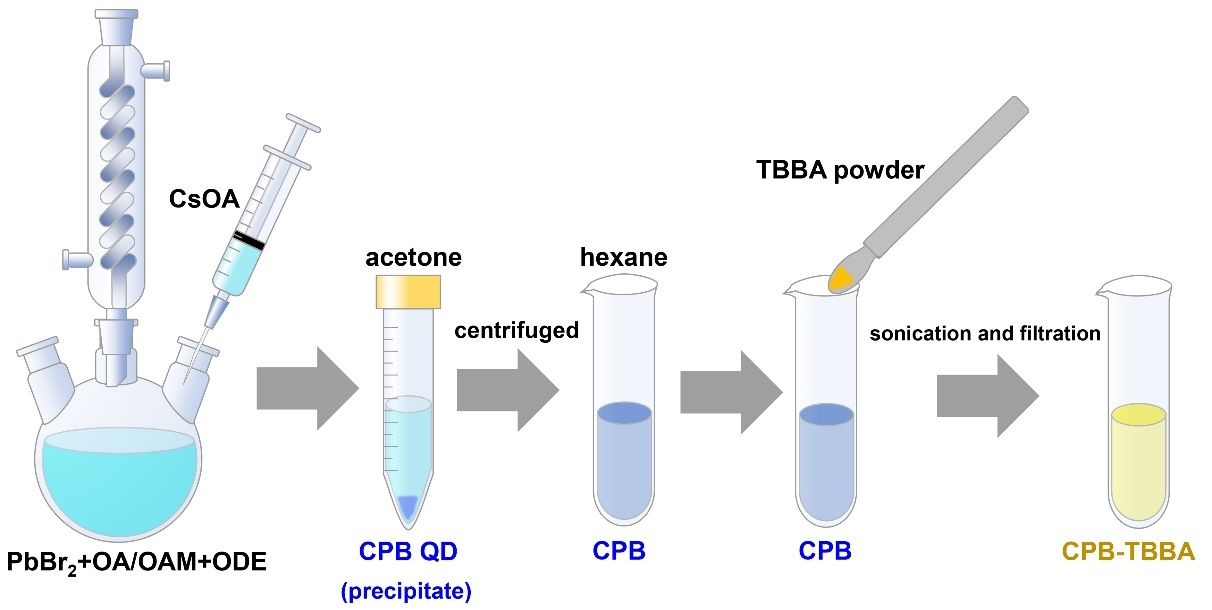 CsOA
PbBr₂+OA/OAM+ODE
acetone
CPB QD
(precipitate)
centrifuged
hexane
CPB
TBBA powder
CPB
sonication and filtration
CPB-TBBA